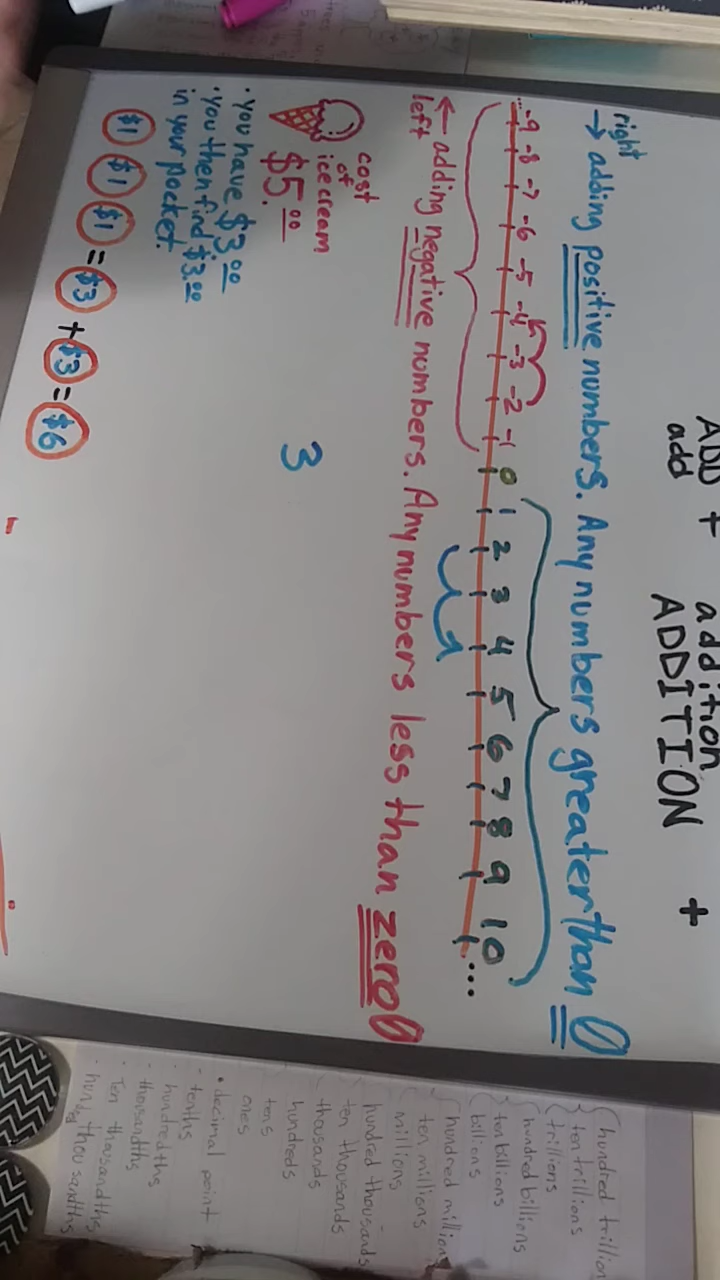 ADD + addition
add ADDITION +
right
→ adding positive numbers. Any numbers greater than 0
-9 -8 -7 -6 -5 -4 -3 -2 -1 0 1 2 3 4 5 6 7 8 9 10 ...
← adding negative numbers. Any numbers less than zero 0
left
cost
of
ice cream
$5.00
3
· you have $3.00
· you then find $3.00
in your pocket.
$1 $1 $1 = $3 + $3 = $6
hundred trillion
ten trillions
trillions
hundred billions
ten billions
billions
hundred million
ten millions
millions
hundred thousands
ten thousands
thousands
hundreds
tens
ones
• decimal point
- tenths
· hundredths
· thousandths
· Ten thousandths
· hundred thousandths